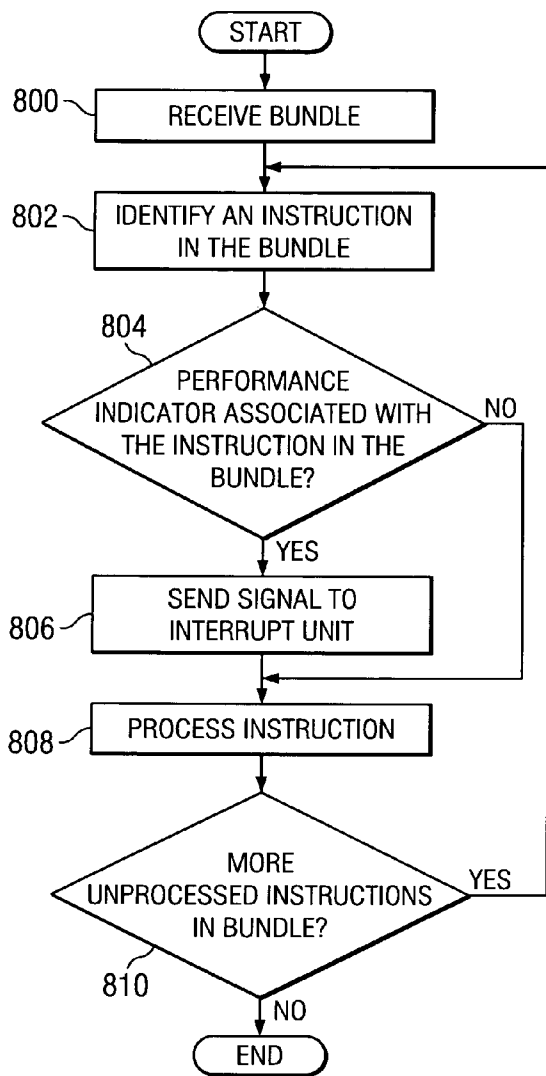 START
800
RECEIVE BUNDLE
802
IDENTIFY AN INSTRUCTION
IN THE BUNDLE
804
PERFORMANCE
INDICATOR ASSOCIATED WITH
THE INSTRUCTION IN THE
BUNDLE?
NO
YES
806
SEND SIGNAL TO
INTERRUPT UNIT
808
PROCESS INSTRUCTION
MORE
UNPROCESSED INSTRUCTIONS
IN BUNDLE?
YES
810
NO
END